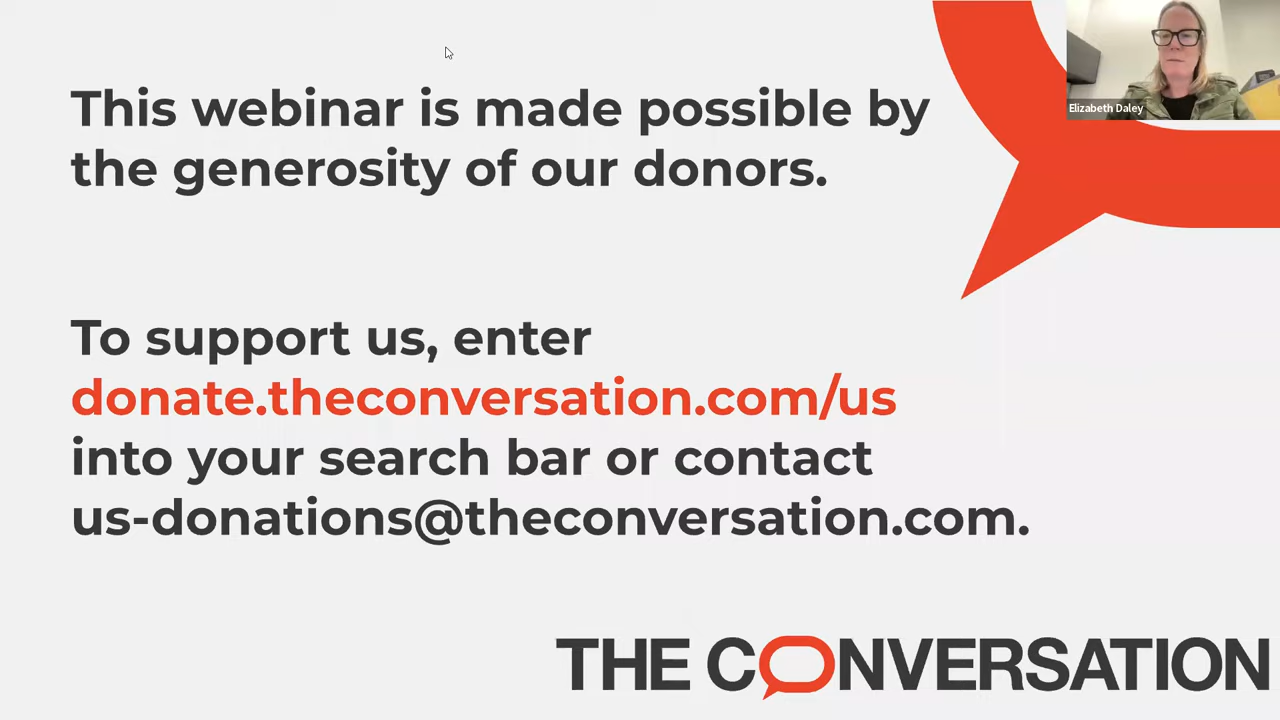 This webinar is made possible by
the generosity of our donors.
To support us, enter
donate.theconversation.com/us
into your search bar or contact
us-donations@theconversation.com.
Elizabeth Daley
THE CONVERSATION